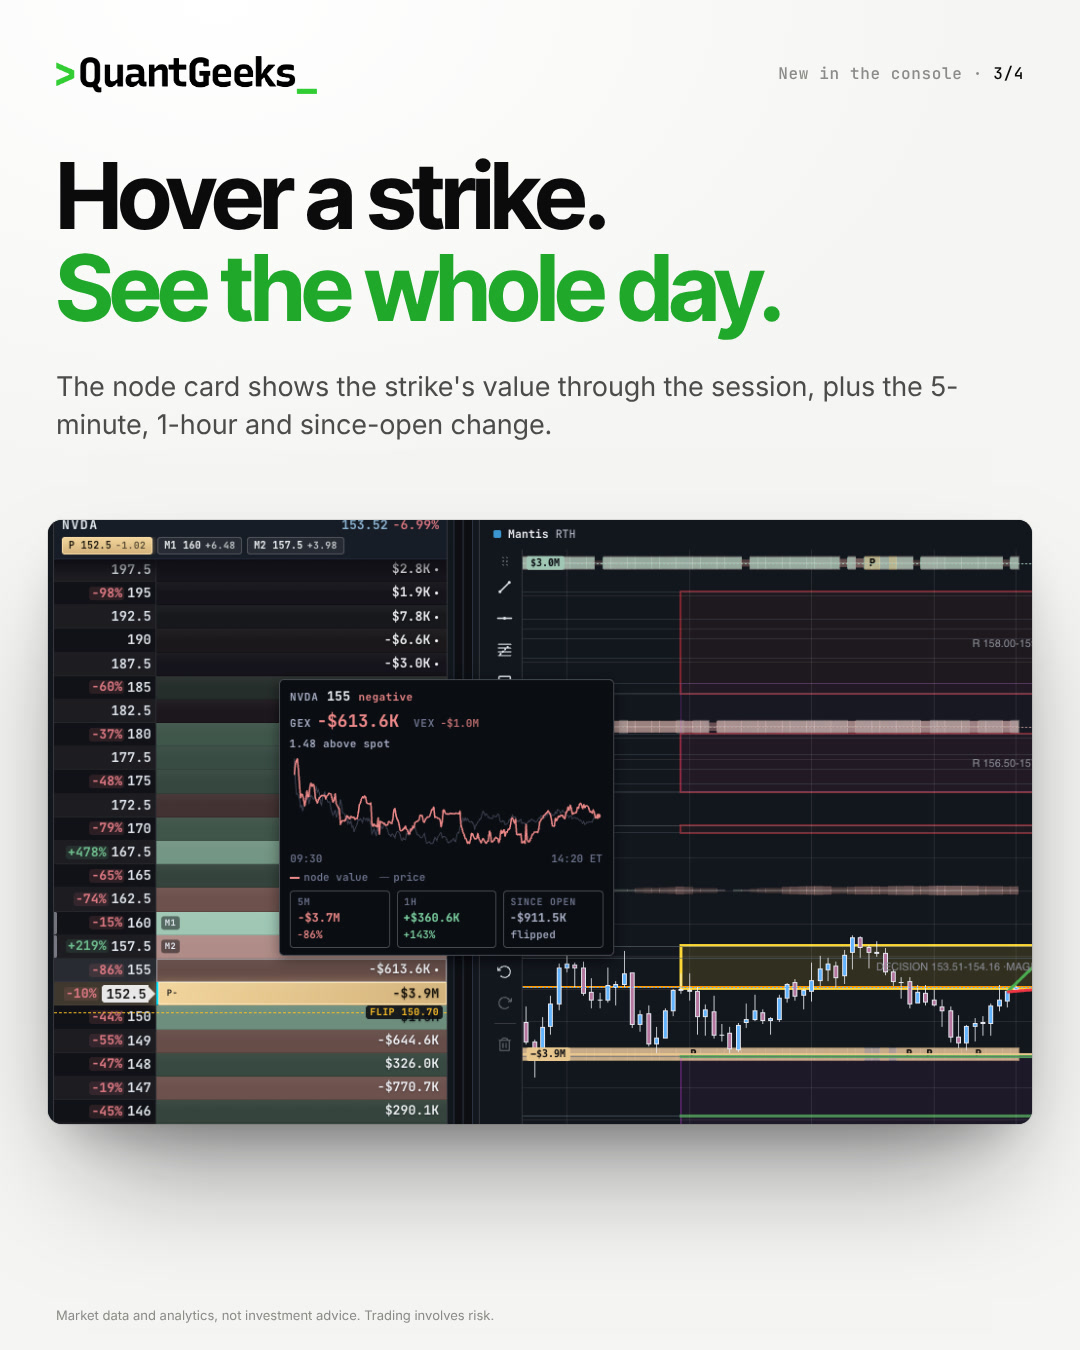 >QuantGeeks_
New in the console · 3/4
Hover a strike.
See the whole day.
The node card shows the strike's value through the session, plus the 5-
minute, 1-hour and since-open change.
NVDA 153.52 -6.99%
P 152.5 -1.02 M1 160 +6.48 M2 157.5 +3.98
197.5 $2.8K
-98% 195 $1.9K
192.5 $7.8K
190 -$6.6K
187.5 -$3.0K
-60% 185
182.5
-37% 180
177.5
-48% 175
172.5
-79% 170
+478% 167.5
-65% 165
-74% 162.5
-15% 160 M1
+219% 157.5 M2
-86% 155 -$613.6K
-10% 152.5 P- -$3.9M
FLIP 150.70
-44% 150
-55% 149 -$644.6K
-47% 148 $326.0K
-19% 147 -$770.7K
-45% 146 $290.1K
NVDA 155 negative
GEX -$613.6K VEX -$1.0M
1.48 above spot
09:30 14:20 ET
node value price
5M
-$3.7M
-86%
1H
+$360.6K
+143%
SINCE OPEN
-$911.5K
flipped
Mantis RTH
$3.0M P
R 158.00-15
R 156.50-15
DECISION 153.51-154.16 ·MAG
-$3.9M
Market data and analytics, not investment advice. Trading involves risk.